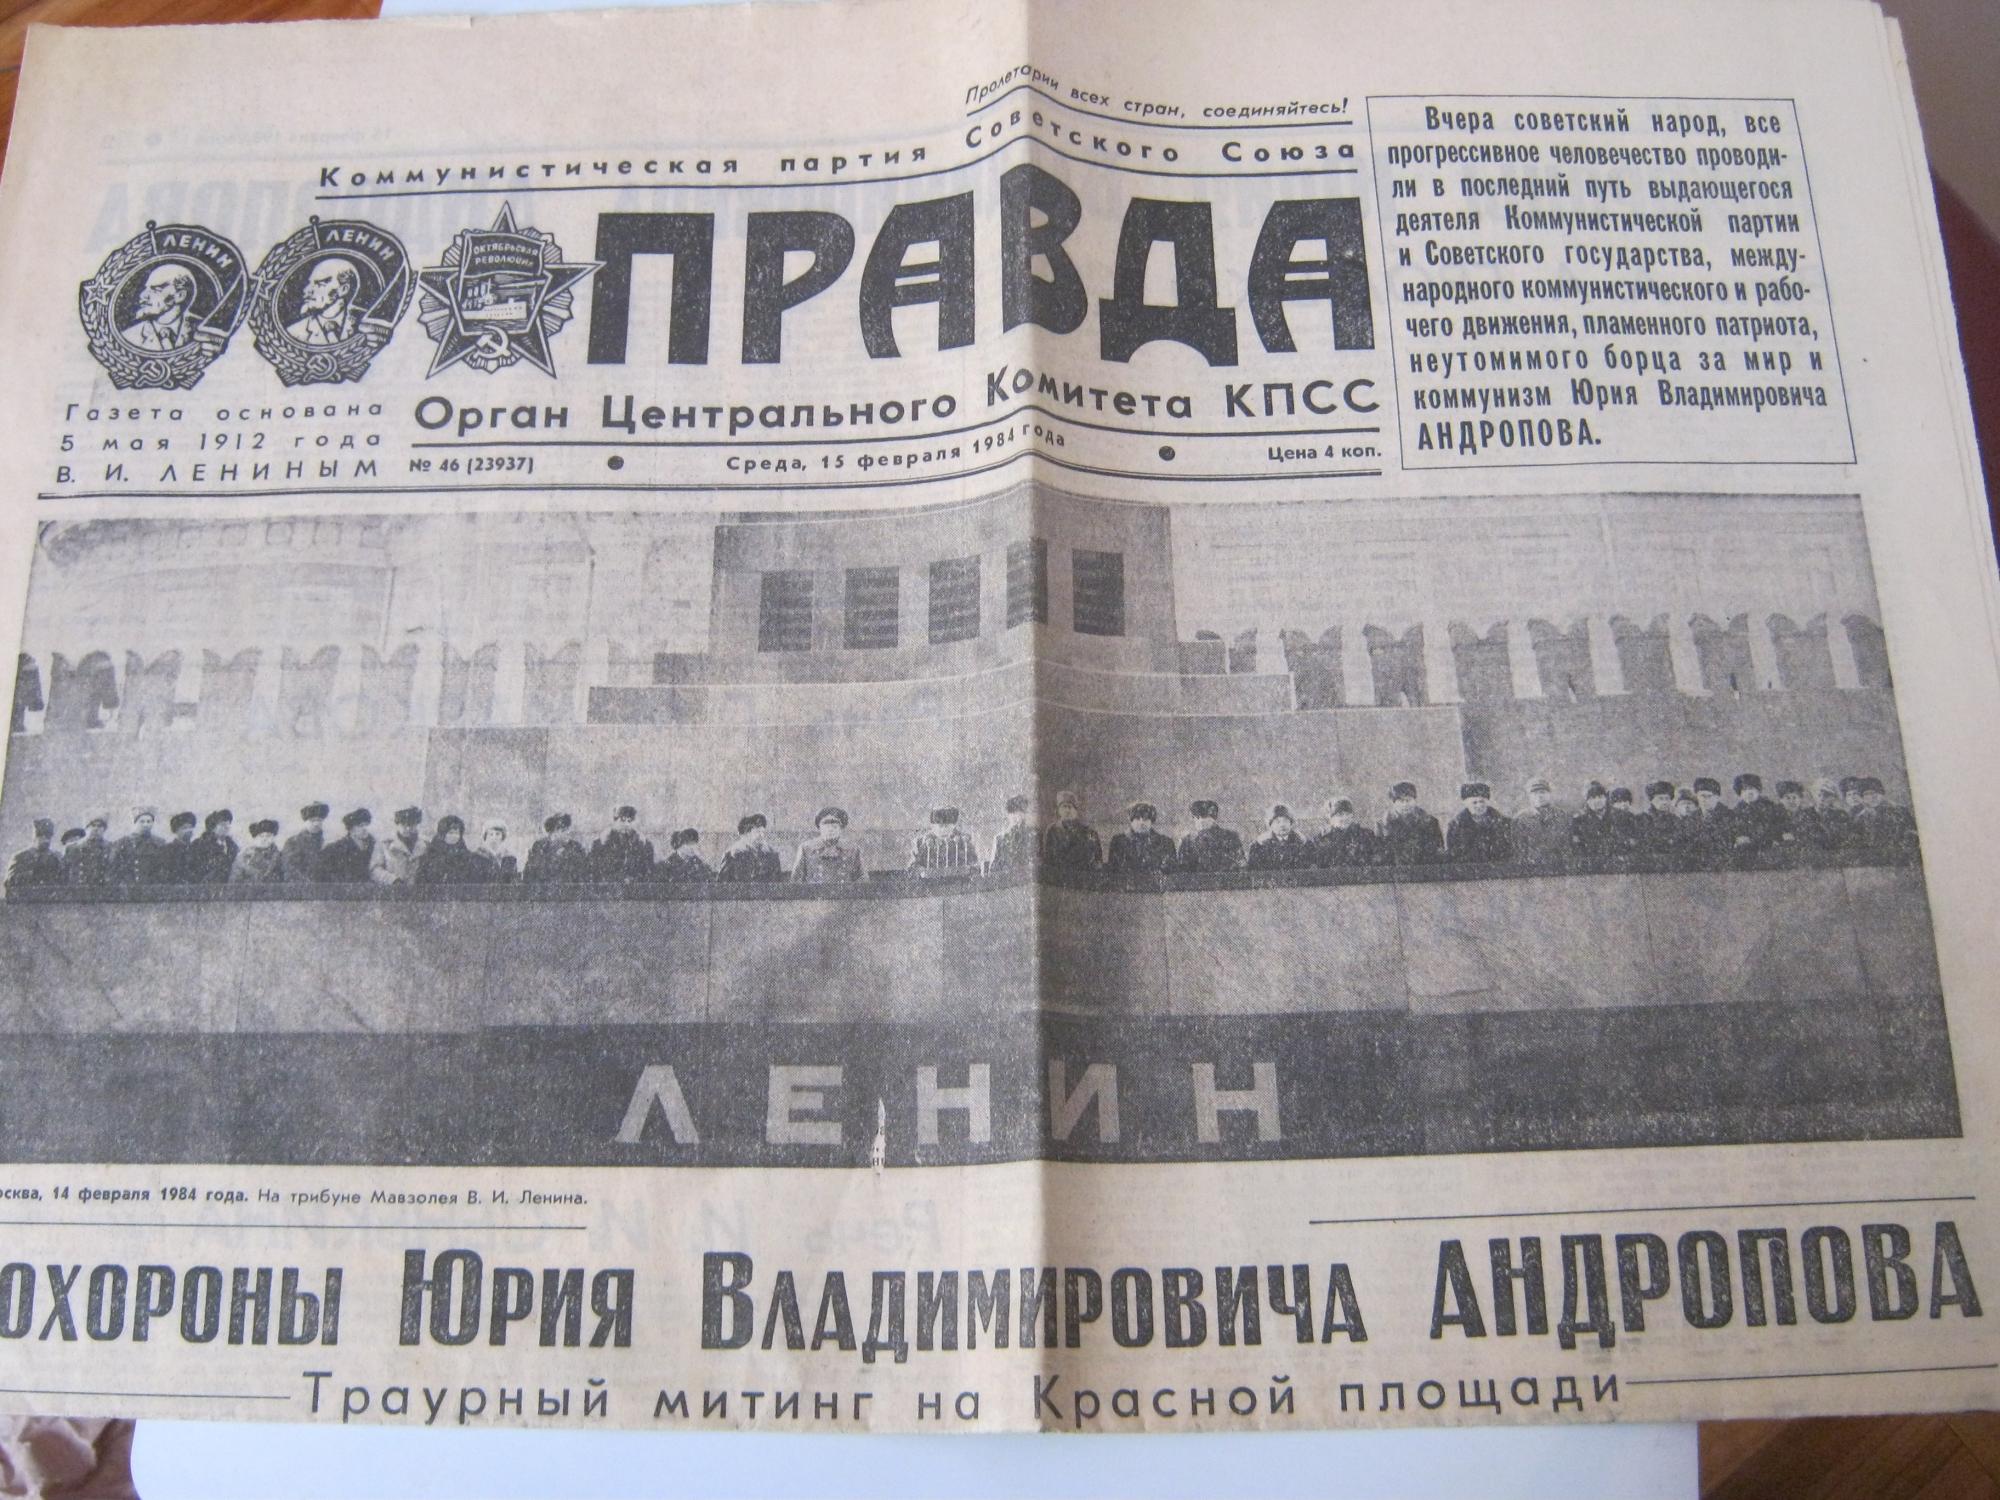 Пролетарии всех стран, соединяйтесь!
Коммунистическая партия Советского Союза
ЛЕНИН
ЛЕНИН
ОКТЯБРЬСКАЯ
РЕВОЛЮЦИЯ
ПРАВДА
Газета основана
5 мая 1912 года
В. И. ЛЕНИНЫМ
Орган Центрального Комитета КПСС
№ 46 (23937) ● Среда, 15 февраля 1984 года ● Цена 4 коп.
Вчера советский народ, все
прогрессивное человечество проводи-
ли в последний путь выдающегося
деятеля Коммунистической партии
и Советского государства, между-
народного коммунистического и рабо-
чего движения, пламенного патриота,
неутомимого борца за мир и
коммунизм Юрия Владимировича
АНДРОПОВА.
ЛЕНИН
сква, 14 февраля 1984 года. На трибуне Мавзолея В. И. Ленина.
ОХОРОНЫ ЮРИЯ ВЛАДИМИРОВИЧА АНДРОПОВА
Траурный митинг на Красной площади